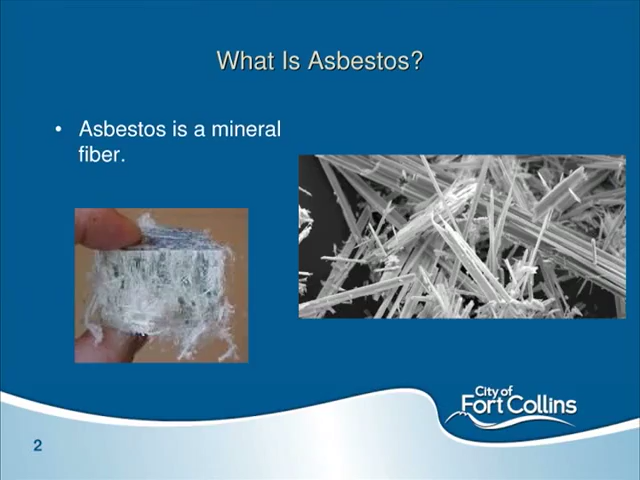 What Is Asbestos?
• Asbestos is a mineral
fiber.
City of
Fort Collins
2